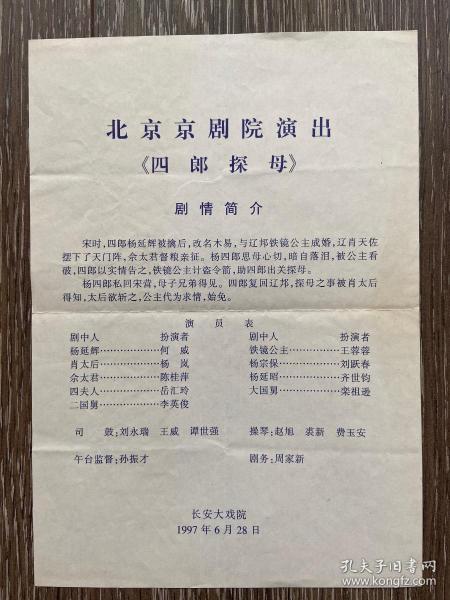 北京京剧院演出
《四郎探母》
剧情简介
宋时,四郎杨延辉被擒后,改名木易,与辽邦铁镜公主成婚,辽肖天佐
摆下了天门阵,佘太君督粮亲征。杨四郎思母心切,暗自落泪,被公主看
破,四郎以实情告之,铁镜公主计盗令箭,助四郎出关探母。
杨四郎私回宋营,母子兄弟得见。四郎复回辽邦,探母之事被肖太后
得知,太后欲斩之,公主代为求情,始免。
演员表
剧中人 扮演者 剧中人 扮演者
杨延辉………………何威 铁镜公主…………王蓉蓉
肖太后………………杨岚 杨宗保……………刘跃春
佘太君………………陈桂萍 杨延昭……………齐世钧
四夫人………………岳汇玲 大国舅……………栾祖逊
二国舅………………李英俊
司鼓:刘永瑞 王威 谭世强 操琴:赵旭 裘新 费玉安
午台监督:孙振才 剧务:周家新
长安大戏院
1997年6月28日
孔夫子旧书网
www.kongfz.com